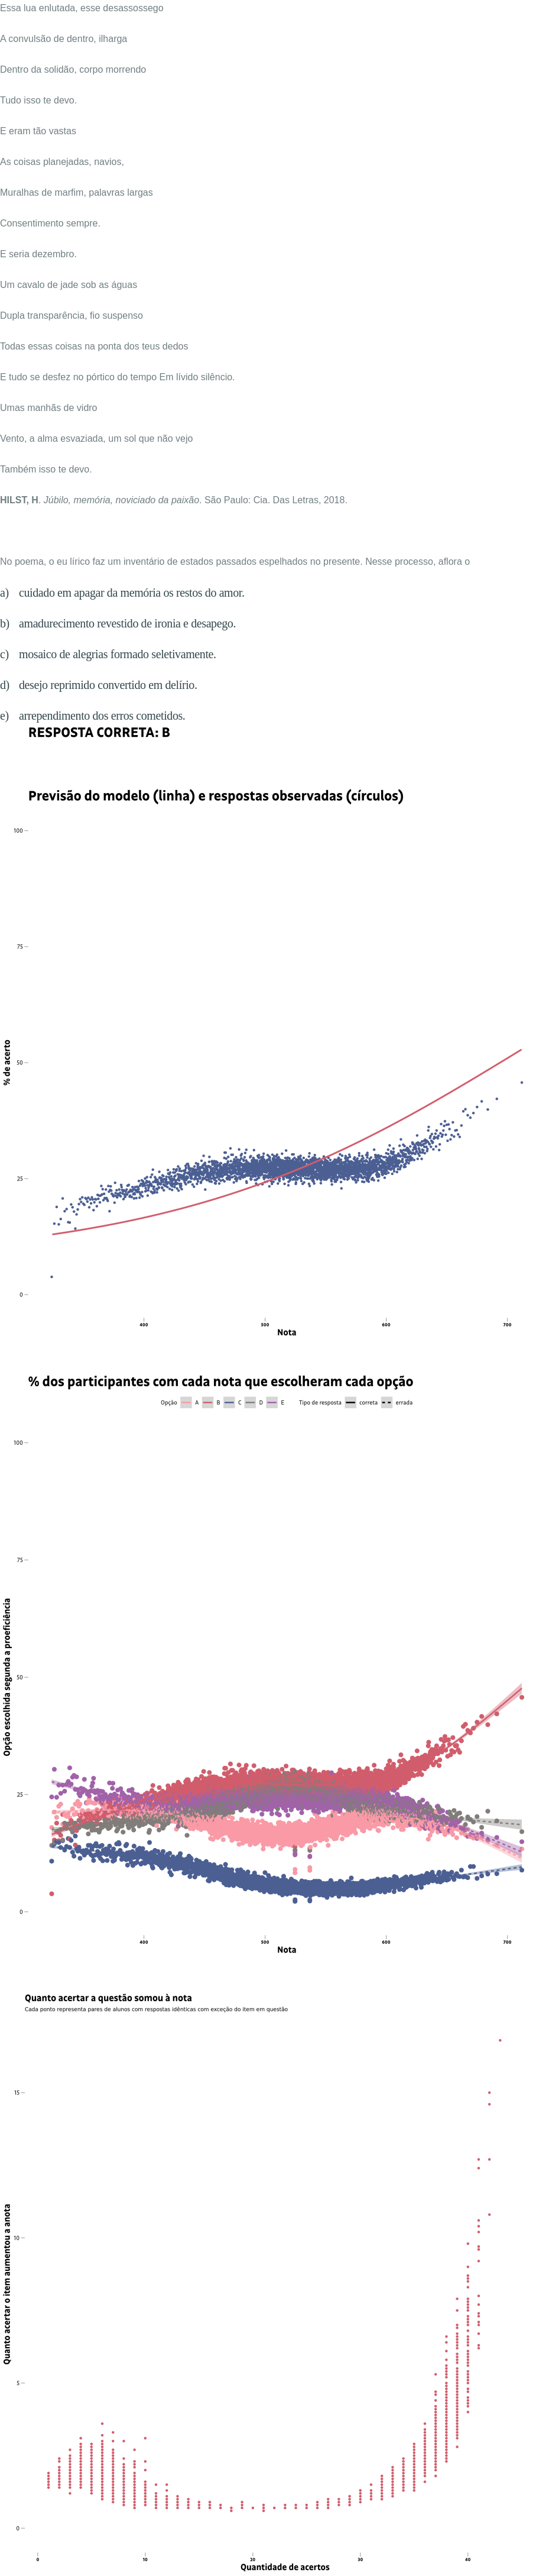 Essa lua enlutada, esse desassossego
A convulsão de dentro, ilharga
Dentro da solidão, corpo morrendo
Tudo isso te devo.
E eram tão vastas
As coisas planejadas, navios,
Muralhas de marfim, palavras largas
Consentimento sempre.
E seria dezembro.
Um cavalo de jade sob as águas
Dupla transparência, fio suspenso
Todas essas coisas na ponta dos teus dedos
E tudo se desfez no pórtico do tempo Em lívido silêncio.
Umas manhãs de vidro
Vento, a alma esvaziada, um sol que não vejo
Também isso te devo.
HILST, H. Júbilo, memória, noviciado da paixão. São Paulo: Cia. Das Letras, 2018.
No poema, o eu lírico faz um inventário de estados passados espelhados no presente. Nesse processo, aflora o
a) cuidado em apagar da memória os restos do amor.
b) amadurecimento revestido de ironia e desapego.
c) mosaico de alegrias formado seletivamente.
d) desejo reprimido convertido em delírio.
e) arrependimento dos erros cometidos.
RESPOSTA CORRETA: B
Previsão do modelo (linha) e respostas observadas (círculos)
100
75
50
25
0
% de acerto
400 500 600 700
Nota
% dos participantes com cada nota que escolheram cada opção
Opção A B C D E Tipo de resposta correta errada
100
75
50
25
0
Opção escolhida segunda a proeficiência
400 500 600 700
Nota
Quanto acertar a questão somou à nota
Cada ponto representa pares de alunos com respostas idênticas com exceção do item em questão
15
10
5
0
Quanto acertar o item aumentou a anota
0 10 20 30 40
Quantidade de acertos